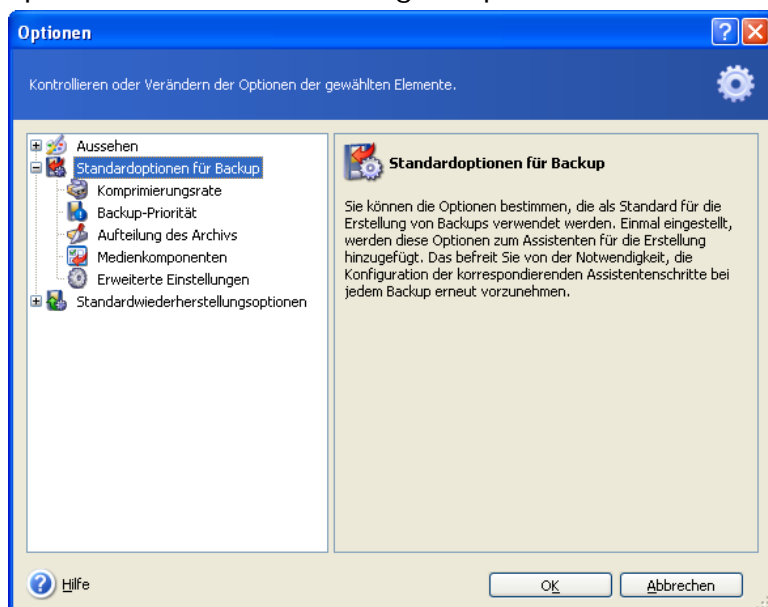 Optionen
Kontrollieren oder Verändern der Optionen der gewählten Elemente.
Aussehen
Standardoptionen für Backup
Komprimierungsrate
Backup-Priorität
Aufteilung des Archivs
Medienkomponenten
Erweiterte Einstellungen
Standardwiederherstellungsoptionen
Standardoptionen für Backup
Sie können die Optionen bestimmen, die als Standard für die
Erstellung von Backups verwendet werden. Einmal eingestellt,
werden diese Optionen zum Assistenten für die Erstellung
hinzugefügt. Das befreit Sie von der Notwendigkeit, die
Konfiguration der korrespondierenden Assistentenschritte bei
jedem Backup erneut vorzunehmen.
Hilfe
OK
Abbrechen